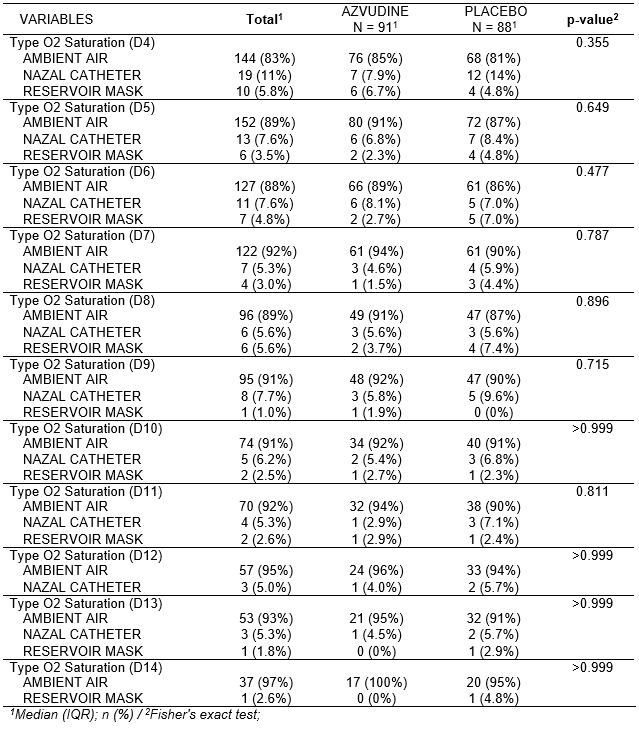 VARIABLES Total1 AZVUDINE N = 911 PLACEBO N = 881 p-value2
Type O2 Saturation (D4) 0.355
AMBIENT AIR 144 (83%) 76 (85%) 68 (81%)
NAZAL CATHETER 19 (11%) 7 (7.9%) 12 (14%)
RESERVOIR MASK 10 (5.8%) 6 (6.7%) 4 (4.8%)
Type O2 Saturation (D5) 0.649
AMBIENT AIR 152 (89%) 80 (91%) 72 (87%)
NAZAL CATHETER 13 (7.6%) 6 (6.8%) 7 (8.4%)
RESERVOIR MASK 6 (3.5%) 2 (2.3%) 4 (4.8%)
Type O2 Saturation (D6) 0.477
AMBIENT AIR 127 (88%) 66 (89%) 61 (86%)
NAZAL CATHETER 11 (7.6%) 6 (8.1%) 5 (7.0%)
RESERVOIR MASK 7 (4.8%) 2 (2.7%) 5 (7.0%)
Type O2 Saturation (D7) 0.787
AMBIENT AIR 122 (92%) 61 (94%) 61 (90%)
NAZAL CATHETER 7 (5.3%) 3 (4.6%) 4 (5.9%)
RESERVOIR MASK 4 (3.0%) 1 (1.5%) 3 (4.4%)
Type O2 Saturation (D8) 0.896
AMBIENT AIR 96 (89%) 49 (91%) 47 (87%)
NAZAL CATHETER 6 (5.6%) 3 (5.6%) 3 (5.6%)
RESERVOIR MASK 6 (5.6%) 2 (3.7%) 4 (7.4%)
Type O2 Saturation (D9) 0.715
AMBIENT AIR 95 (91%) 48 (92%) 47 (90%)
NAZAL CATHETER 8 (7.7%) 3 (5.8%) 5 (9.6%)
RESERVOIR MASK 1 (1.0%) 1 (1.9%) 0 (0%)
Type O2 Saturation (D10) >0.999
AMBIENT AIR 74 (91%) 34 (92%) 40 (91%)
NAZAL CATHETER 5 (6.2%) 2 (5.4%) 3 (6.8%)
RESERVOIR MASK 2 (2.5%) 1 (2.7%) 1 (2.3%)
Type O2 Saturation (D11) 0.811
AMBIENT AIR 70 (92%) 32 (94%) 38 (90%)
NAZAL CATHETER 4 (5.3%) 1 (2.9%) 3 (7.1%)
RESERVOIR MASK 2 (2.6%) 1 (2.9%) 1 (2.4%)
Type O2 Saturation (D12) >0.999
AMBIENT AIR 57 (95%) 24 (96%) 33 (94%)
NAZAL CATHETER 3 (5.0%) 1 (4.0%) 2 (5.7%)
Type O2 Saturation (D13) >0.999
AMBIENT AIR 53 (93%) 21 (95%) 32 (91%)
NAZAL CATHETER 3 (5.3%) 1 (4.5%) 2 (5.7%)
RESERVOIR MASK 1 (1.8%) 0 (0%) 1 (2.9%)
Type O2 Saturation (D14) >0.999
AMBIENT AIR 37 (97%) 17 (100%) 20 (95%)
RESERVOIR MASK 1 (2.6%) 0 (0%) 1 (4.8%)
1Median (IQR); n (%) / 2Fisher's exact test;